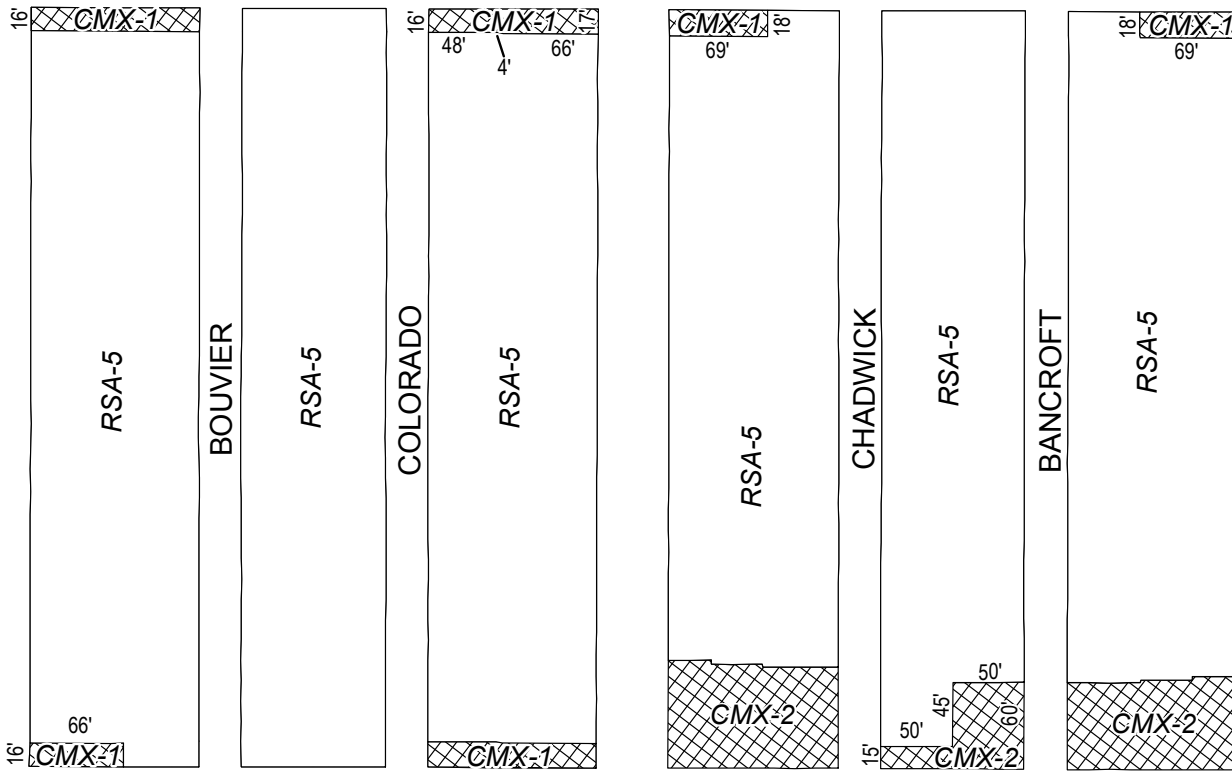 16' CMX-1
16' CMX-1 17'
48' 4' 66'
CMX-1 18'
69'
18' CMX-1
69'
RSA-5
BOUVIER
RSA-5
COLORADO
RSA-5
RSA-5
CHADWICK
RSA-5
BANCROFT
RSA-5
66'
16' CMX-1
CMX-1
CMX-2
50'
45'
60'
50'
15' CMX-2
CMX-2